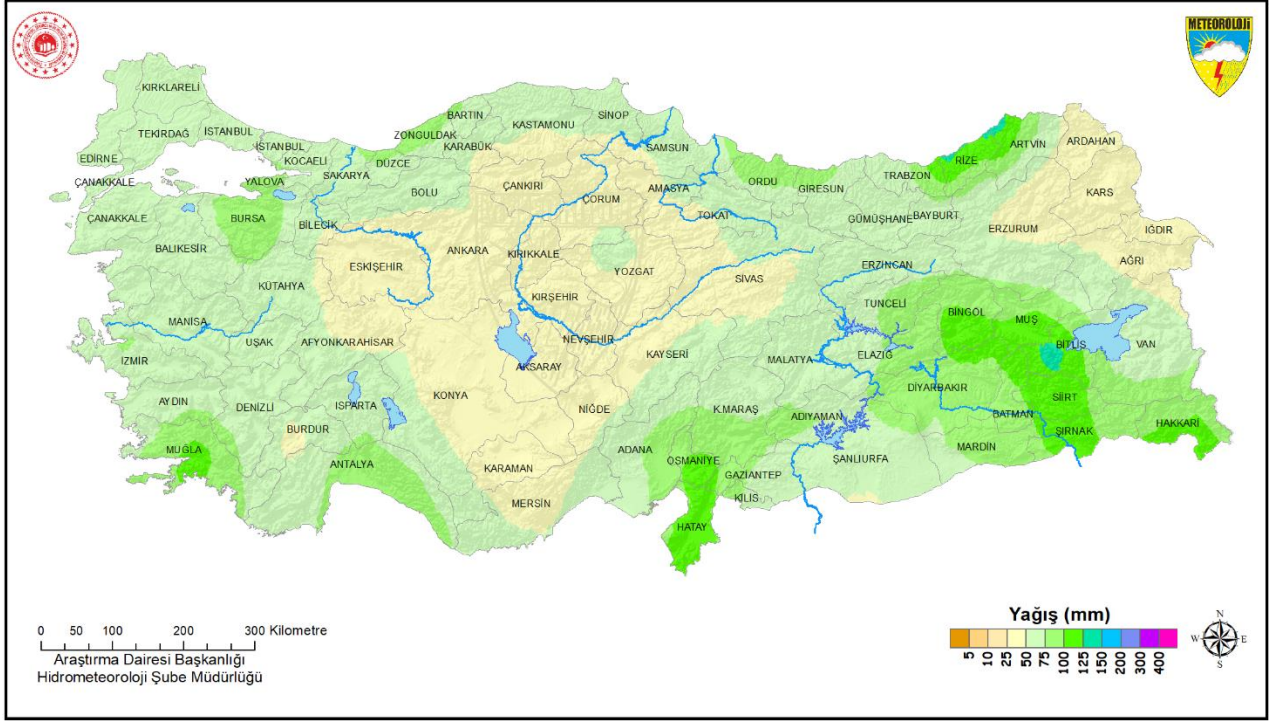 METEOROLOJİ
KIRKLARELİ
TEKİRDAĞ
İSTANBUL
İSTANBUL
EDİRNE
KOCAELİ
ÇANAKKALE
YALOVA
SAKARYA
DÜZCE
ZONGULDAK
BARTIN
KARABÜK
KASTAMONU
SİNOP
SAMSUN
ORDU
GİRESUN
TRABZON
RİZE
ARTVİN
ARDAHAN
KARS
IĞDIR
AĞRI
ERZURUM
BAYBURT
GÜMÜŞHANE
TOKAT
AMASYA
ÇORUM
ÇANKIRI
BOLU
BİLECİK
BURSA
ÇANAKKALE
BALIKESİR
KÜTAHYA
ESKİŞEHİR
ANKARA
KIRIKKALE
YOZGAT
SİVAS
ERZİNCAN
TUNCELİ
BİNGÖL
MUŞ
BİTLİS
VAN
ELAZIĞ
MALATYA
KAYSERİ
NEVŞEHİR
KIRŞEHİR
AKSARAY
AFYONKARAHİSAR
UŞAK
MANİSA
İZMİR
AYDIN
DENİZLİ
ISPARTA
BURDUR
KONYA
NİĞDE
K.MARAŞ
ADIYAMAN
DİYARBAKIR
BATMAN
SİİRT
ŞIRNAK
HAKKARİ
MARDİN
ŞANLIURFA
GAZİANTEP
KİLİS
OSMANİYE
ADANA
HATAY
MERSİN
KARAMAN
ANTALYA
MUĞLA
0 50 100 200 300 Kilometre
Araştırma Dairesi Başkanlığı
Hidrometeoroloji Şube Müdürlüğü
Yağış (mm)
5 10 25 50 75 100 125 150 200 300 400
N
W E
S